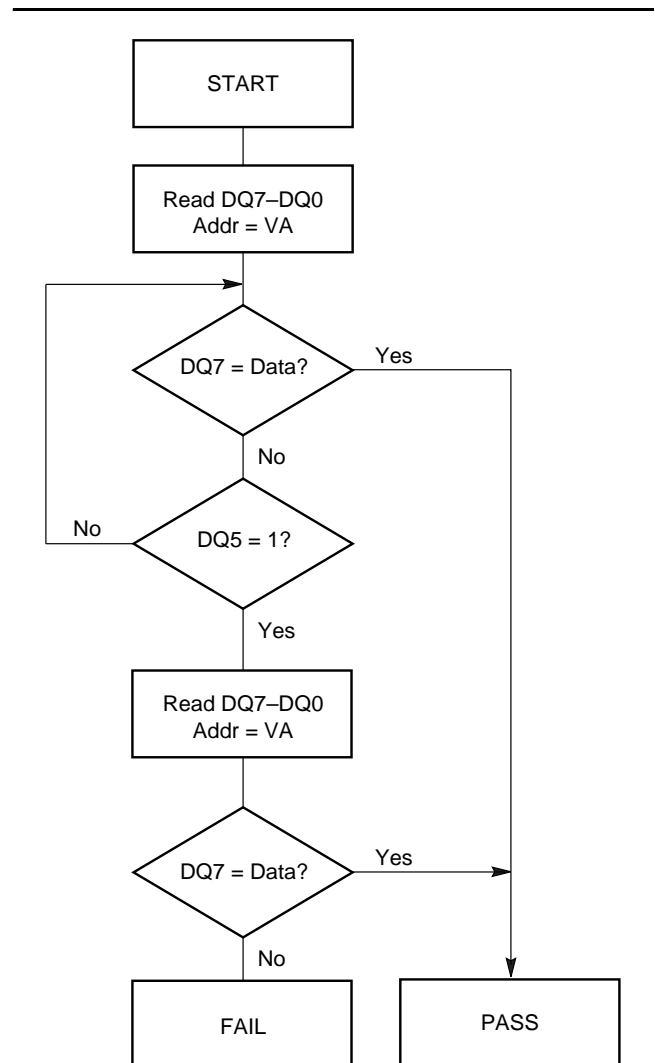 START
Read DQ7–DQ0
Addr = VA
DQ7 = Data?
Yes
No
No
DQ5 = 1?
Yes
Read DQ7–DQ0
Addr = VA
DQ7 = Data?
Yes
No
FAIL
PASS